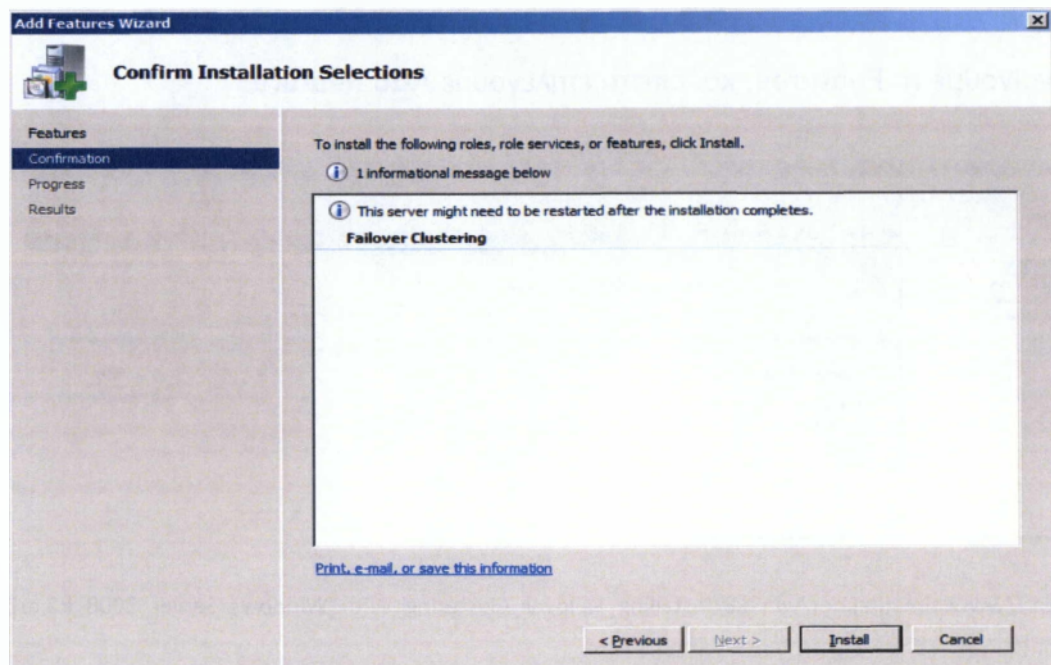 Add Features Wizard
Confirm Installation Selections
Features
Confirmation
Progress
Results
To install the following roles, role services, or features, click Install.
1 informational message below
This server might need to be restarted after the installation completes.
Failover Clustering
Print, e-mail, or save this information
< Previous
Next >
Install
Cancel